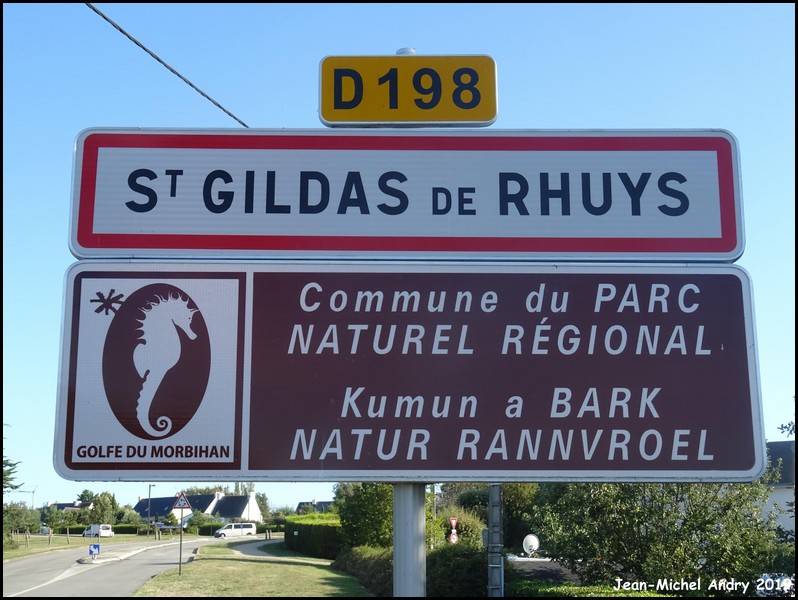 D198
ST GILDAS DE RHUYS
Commune du PARC
NATUREL RÉGIONAL
Kumun a BARK
NATUR RANNVROEL
GOLFE DU MORBIHAN
Jean-Michel Andry